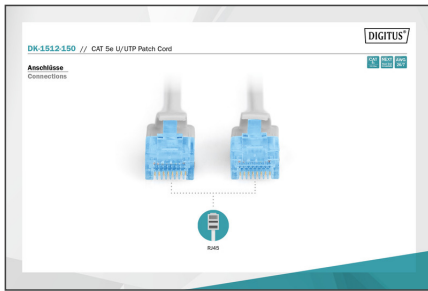 DIGITUS®
DK-1512-150 // CAT 5e U/UTP Patch Cord
Anschlüsse
Connections
RJ45